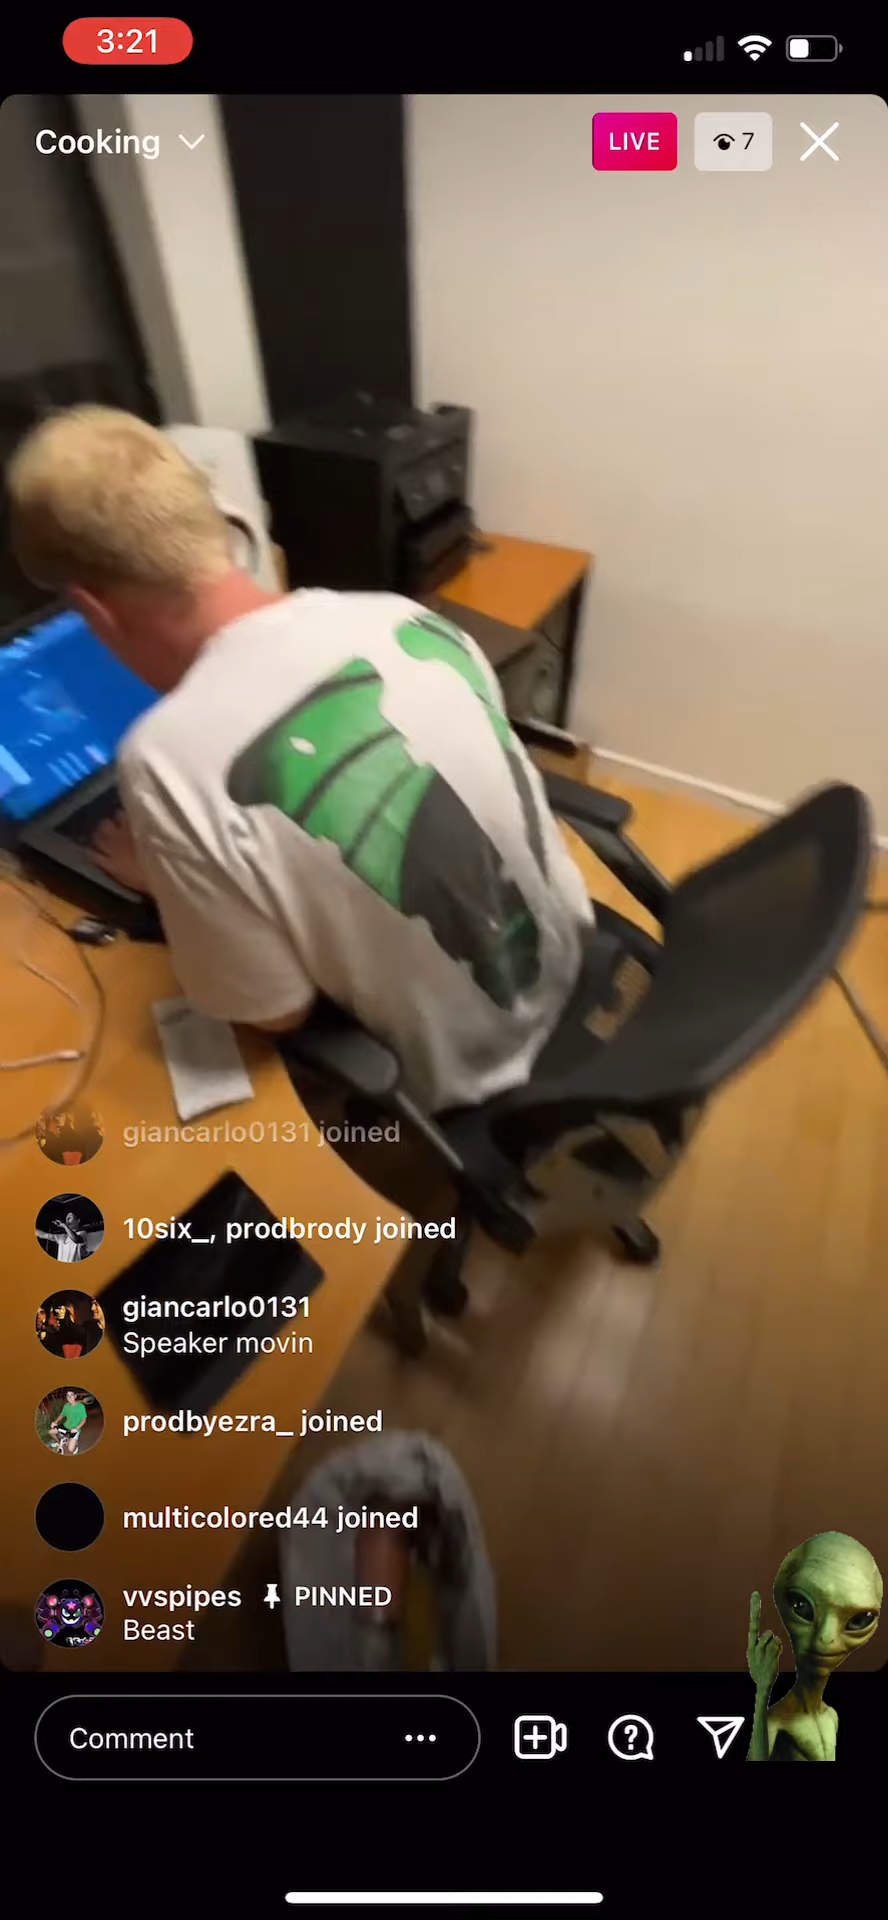 3:21
Cooking
LIVE
7
giancarlo0131 joined
10six_, prodbrody joined
giancarlo0131
Speaker movin
prodbyezra_ joined
multicolored44 joined
vvspipes PINNED
Beast
Comment